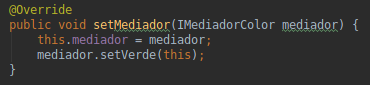 @Override
public void setMediador(IMediadorColor mediador) {
    this.mediador = mediador;
    mediador.setVerde(this);
}